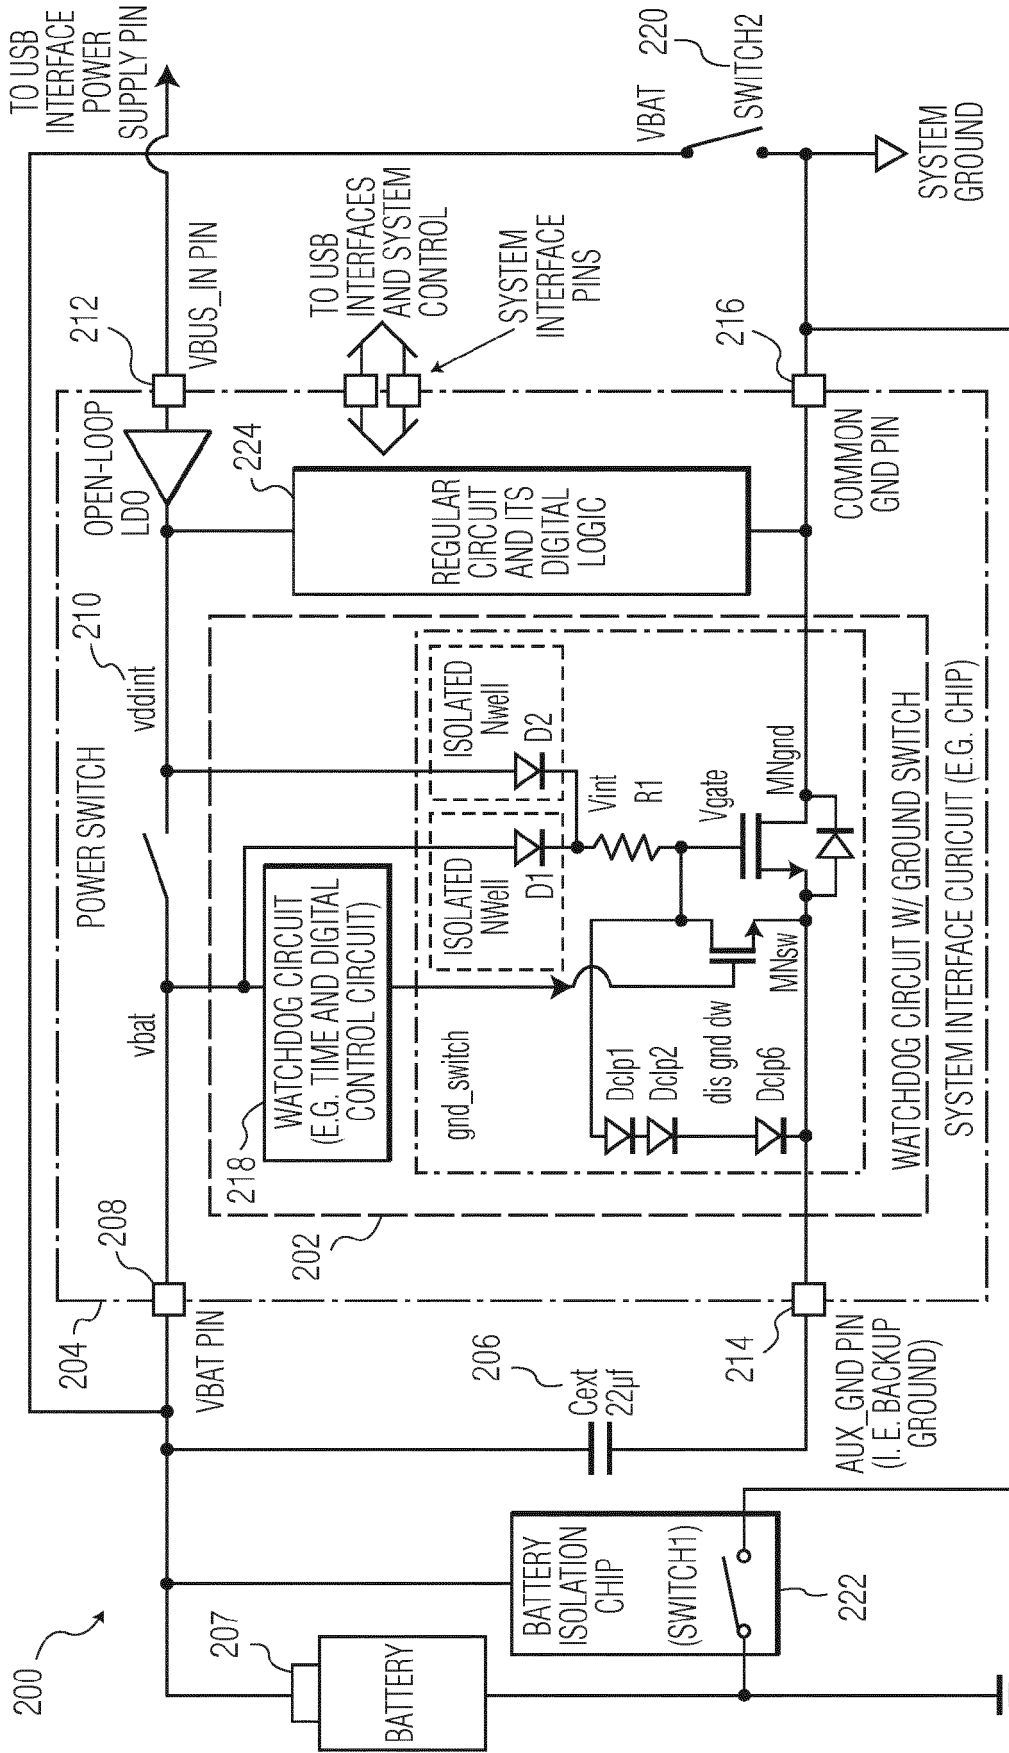 200
207
BATTERY
BATTERY
ISOLATION
CHIP
(SWITCH1)
222
206
Cext
22µf
204
208
VBAT PIN
214
AUX_GND PIN
(I. E. BACKUP
GROUND)
vbat
POWER SWITCH
vddint
210
OPEN-LOOP
LDO
212
VBUS_IN PIN
TO USB
INTERFACE
POWER
SUPPLY PIN
202
218
WATCHDOG CIRCUIT
(E.G. TIME AND DIGITAL
CONTROL CIRCUIT)
gnd_switch
ISOLATED
NWell
D1
ISOLATED
Nwell
D2
Vint
R1
Vgate
MNgnd
MNsw
dis gnd dw
Dclp1
Dclp2
Dclp6
224
REGULAR
CIRCUIT
AND ITS
DIGITAL
LOGIC
TO USB
INTERFACES
AND SYSTEM
CONTROL
SYSTEM
INTERFACE
PINS
216
COMMON
GND PIN
WATCHDOG CIRCUIT W/ GROUND SWITCH
SYSTEM INTERFACE CURICUIT (E.G. CHIP)
VBAT
SWITCH2
220
SYSTEM
GROUND